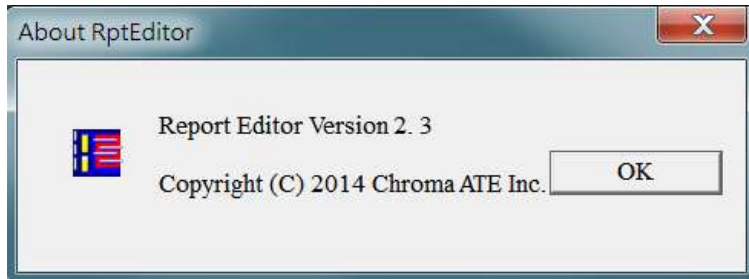 About RptEditor
X
Report Editor Version 2. 3
Copyright (C) 2014 Chroma ATE Inc.
OK